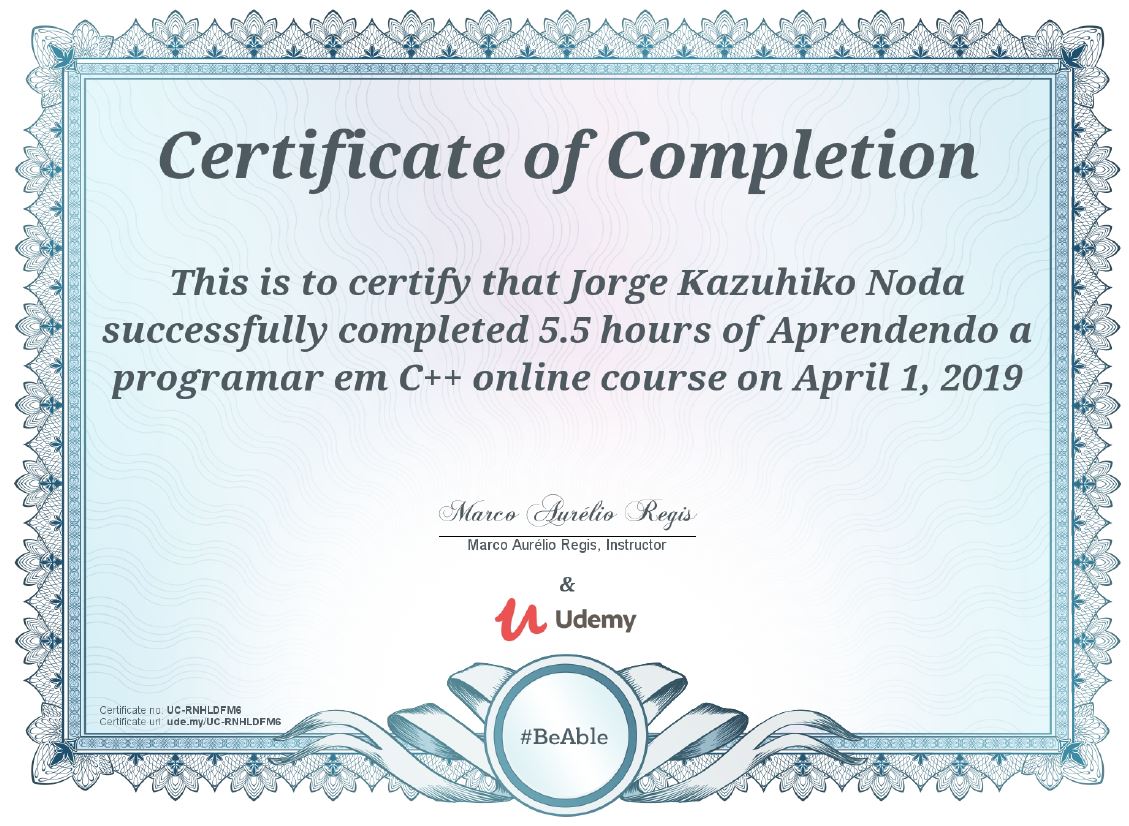 Certificate of Completion
This is to certify that Jorge Kazuhiko Noda
successfully completed 5.5 hours of Aprendendo a
programar em C++ online course on April 1, 2019
Marco Aurélio Regis
Marco Aurélio Regis, Instructor
&
Udemy
Certificate no: UC-RNHLDFM6
Certificate url: ude.my/UC-RNHLDFM6
#BeAble